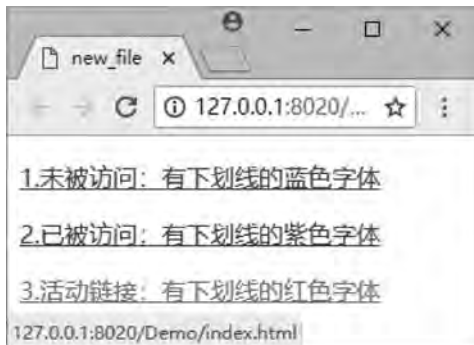 new_file
127.0.0.1:8020/...
1.未被访问：有下划线的蓝色字体
2.已被访问：有下划线的紫色字体
3.活动链接：有下划线的红色字体
127.0.0.1:8020/Demo/index.html